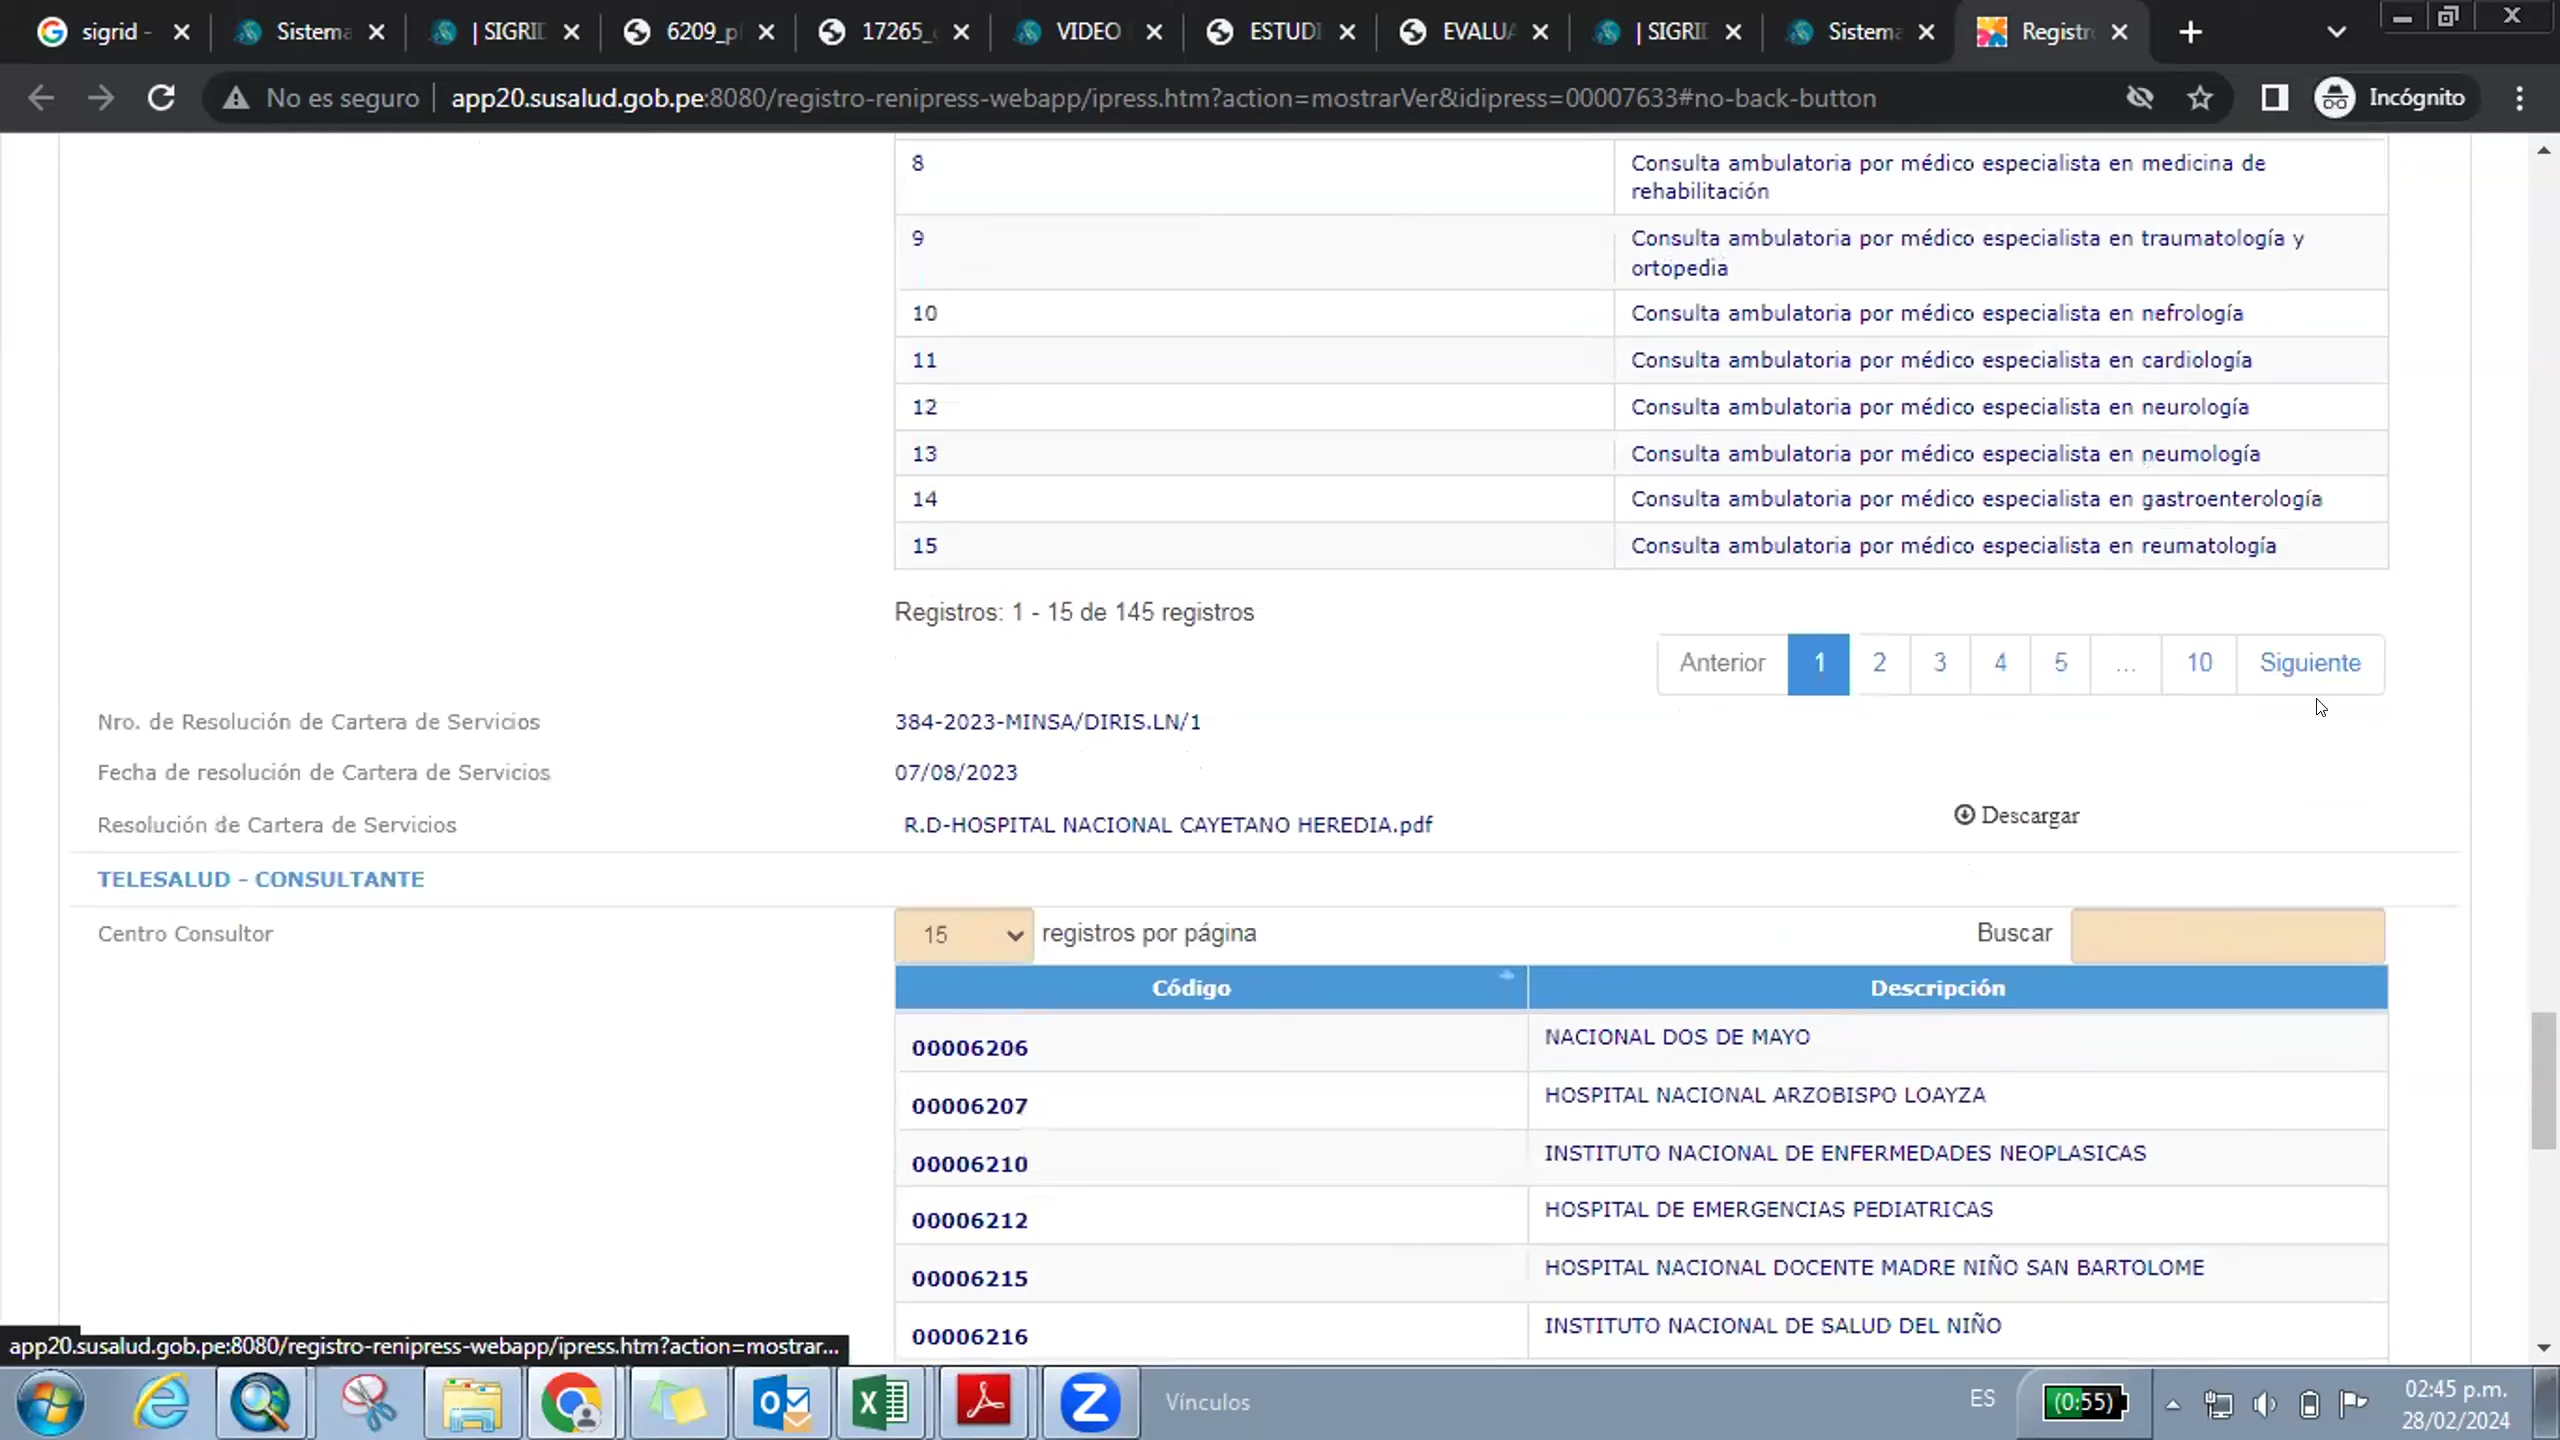 sigrid -
Sistema
| SIGRID
6209_p
17265_
VIDEO
ESTUDI
EVALUA
| SIGRID
Sistema
Registr
No es seguro
app20.susalud.gob.pe:8080/registro-renipress-webapp/ipress.htm?action=mostrarVer&idipress=00007633#no-back-button
Incógnito
8 Consulta ambulatoria por médico especialista en medicina de
rehabilitación
9 Consulta ambulatoria por médico especialista en traumatología y
ortopedia
10 Consulta ambulatoria por médico especialista en nefrología
11 Consulta ambulatoria por médico especialista en cardiología
12 Consulta ambulatoria por médico especialista en neurología
13 Consulta ambulatoria por médico especialista en neumología
14 Consulta ambulatoria por médico especialista en gastroenterología
15 Consulta ambulatoria por médico especialista en reumatología
Registros: 1 - 15 de 145 registros
Anterior 1 2 3 4 5 ... 10 Siguiente
Nro. de Resolución de Cartera de Servicios 384-2023-MINSA/DIRIS.LN/1
Fecha de resolución de Cartera de Servicios 07/08/2023
Resolución de Cartera de Servicios R.D-HOSPITAL NACIONAL CAYETANO HEREDIA.pdf Descargar
TELESALUD - CONSULTANTE
Centro Consultor 15 registros por página Buscar
Código Descripción
00006206 NACIONAL DOS DE MAYO
00006207 HOSPITAL NACIONAL ARZOBISPO LOAYZA
00006210 INSTITUTO NACIONAL DE ENFERMEDADES NEOPLASICAS
00006212 HOSPITAL DE EMERGENCIAS PEDIATRICAS
00006215 HOSPITAL NACIONAL DOCENTE MADRE NIÑO SAN BARTOLOME
00006216 INSTITUTO NACIONAL DE SALUD DEL NIÑO
app20.susalud.gob.pe:8080/registro-renipress-webapp/ipress.htm?action=mostrar...
Vínculos
ES
(0:55)
02:45 p.m.
28/02/2024